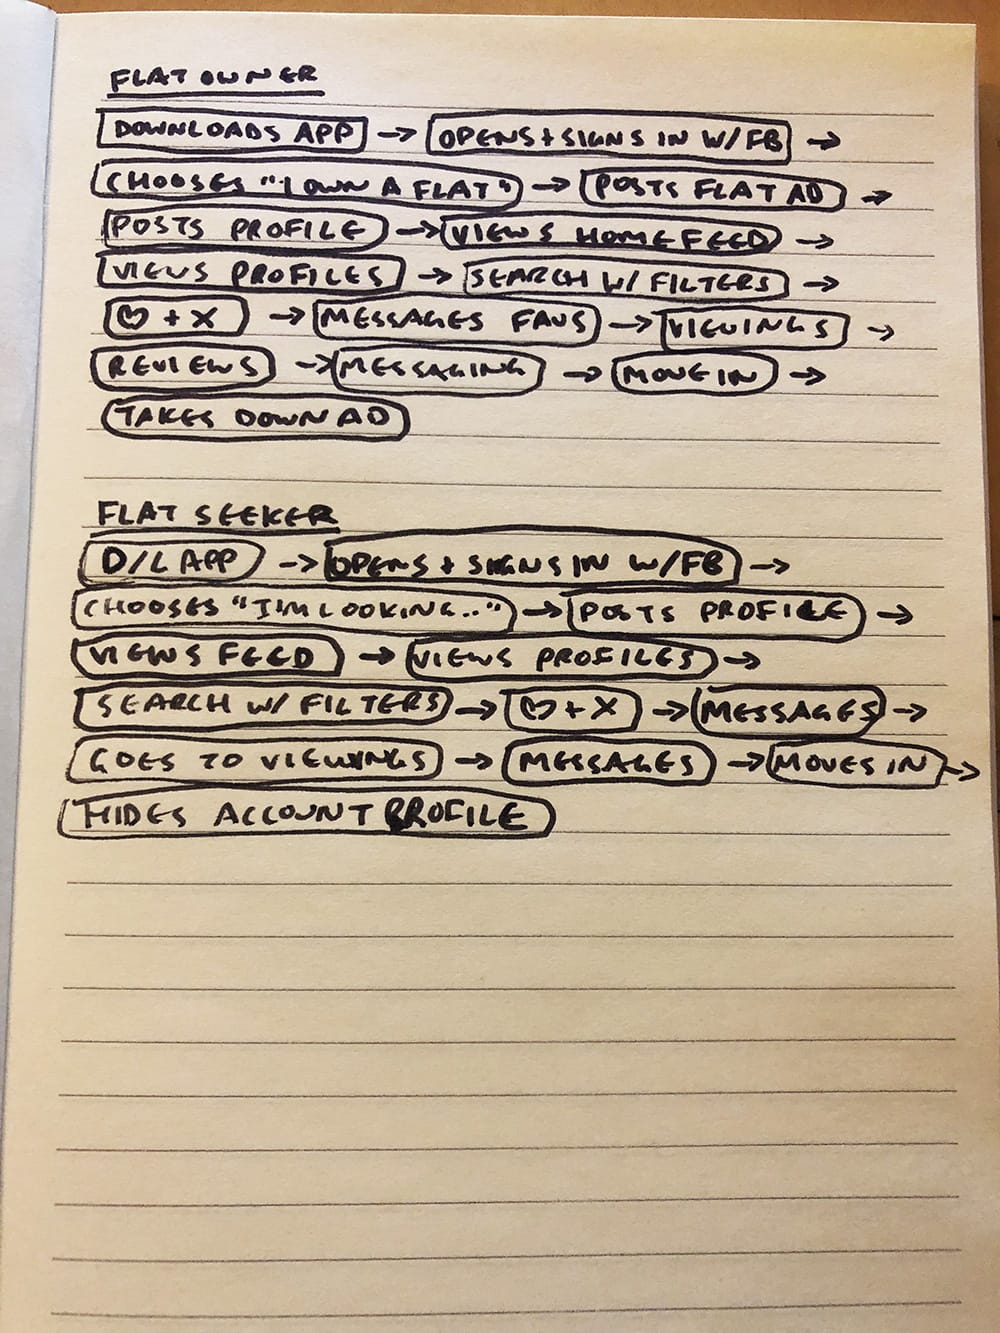 FLAT OWNER
DOWNLOADS APP → OPENS + SIGNS IN W/ FB →
CHOOSES "I OWN A FLAT" → POSTS FLAT AD →
POSTS PROFILE → VIEWS HOMEFEED →
VIEWS PROFILES → SEARCH W/ FILTERS →
♡ + X → MESSAGES FAVS → VIEWINGS →
REVIEWS → MESSAGING → MOVE IN →
TAKES DOWN AD
FLAT SEEKER
D/L APP → OPENS + SIGNS IN W/ FB →
CHOOSES "I'M LOOKING.." → POSTS PROFILE →
VIEWS FEED → VIEWS PROFILES →
SEARCH W/ FILTERS → ♡ + X → MESSAGES →
GOES TO VIEWINGS → MESSAGES → MOVES IN →
HIDES ACCOUNT PROFILE